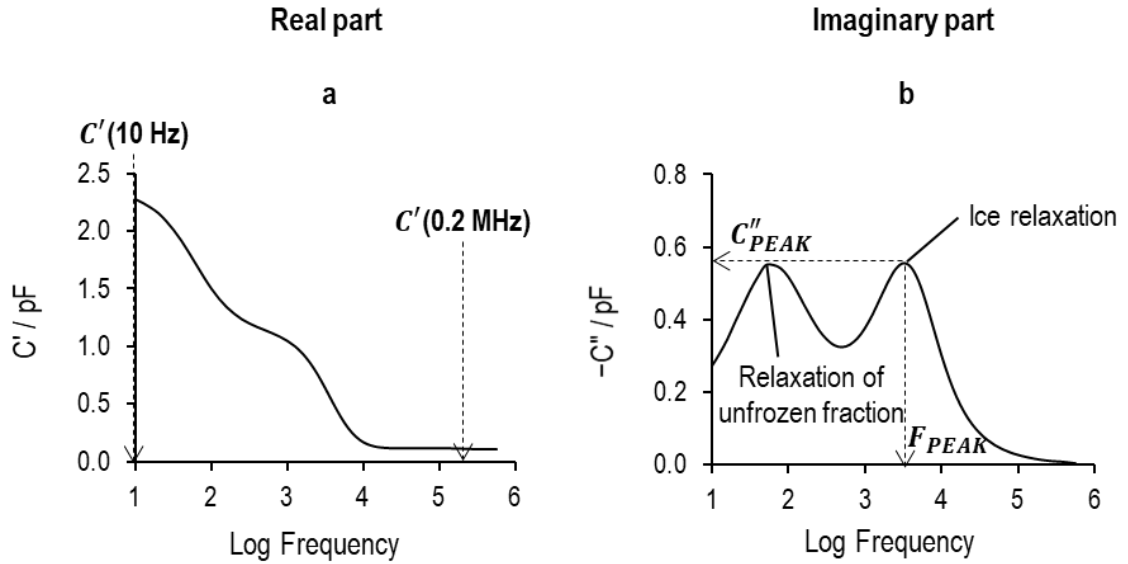 Real part
a
C′(10 Hz)
C′(0.2 MHz)
2.5
2.0
1.5
1.0
0.5
0.0
C' / pF
1 2 3 4 5 6
Log Frequency
Imaginary part
b
0.8
0.6
0.4
0.2
0.0
−C" / pF
C″PEAK
Ice relaxation
Relaxation of
unfrozen fraction
FPEAK
1 2 3 4 5 6
Log Frequency